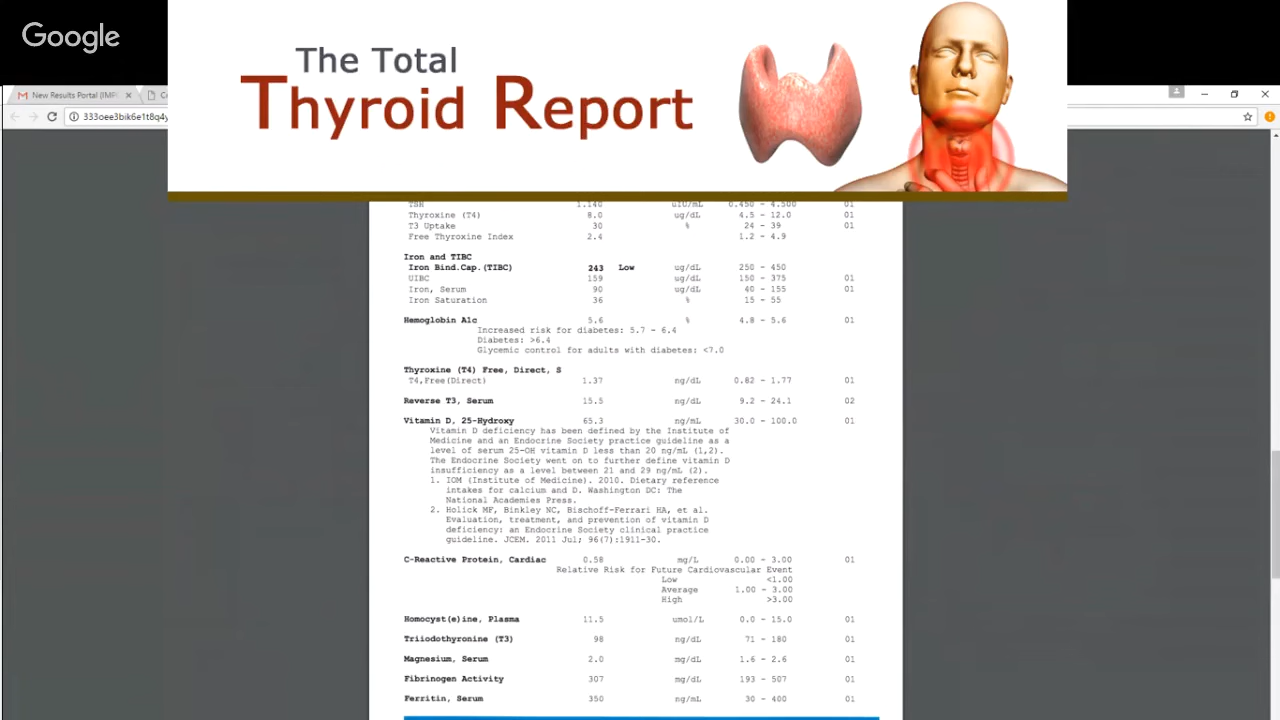 Google
The Total
Thyroid Report
New Results Portal [IMP
333oee3bik6e1t8q4y
TSH 1.140 uIU/mL 0.450 - 4.500 01
Thyroxine (T4) 8.0 ug/dL 4.5 - 12.0 01
T3 Uptake 30 % 24 - 39 01
Free Thyroxine Index 2.4 1.2 - 4.9
Iron and TIBC
Iron Bind.Cap.(TIBC) 243 Low ug/dL 250 - 450
UIBC 159 ug/dL 150 - 375 01
Iron, Serum 90 ug/dL 40 - 155 01
Iron Saturation 36 % 15 - 55
Hemoglobin A1c 5.6 % 4.8 - 5.6 01
Increased risk for diabetes: 5.7 - 6.4
Diabetes: >6.4
Glycemic control for adults with diabetes: <7.0
Thyroxine (T4) Free, Direct, S
T4,Free(Direct) 1.37 ng/dL 0.82 - 1.77 01
Reverse T3, Serum 15.5 ng/dL 9.2 - 24.1 02
Vitamin D, 25-Hydroxy 65.3 ng/mL 30.0 - 100.0 01
Vitamin D deficiency has been defined by the Institute of
Medicine and an Endocrine Society practice guideline as a
level of serum 25-OH vitamin D less than 20 ng/mL (1,2).
The Endocrine Society went on to further define vitamin D
insufficiency as a level between 21 and 29 ng/mL (2).
1. IOM (Institute of Medicine). 2010. Dietary reference
intakes for calcium and D. Washington DC: The
National Academies Press.
2. Holick MF, Binkley NC, Bischoff-Ferrari HA, et al.
Evaluation, treatment, and prevention of vitamin D
deficiency: an Endocrine Society clinical practice
guideline. JCEM. 2011 Jul; 96(7):1911-30.
C-Reactive Protein, Cardiac 0.58 mg/L 0.00 - 3.00 01
Relative Risk for Future Cardiovascular Event
Low <1.00
Average 1.00 - 3.00
High >3.00
Homocyst(e)ine, Plasma 11.5 umol/L 0.0 - 15.0 01
Triiodothyronine (T3) 98 ng/dL 71 - 180 01
Magnesium, Serum 2.0 mg/dL 1.6 - 2.6 01
Fibrinogen Activity 307 mg/dL 193 - 507 01
Ferritin, Serum 350 ng/mL 30 - 400 01